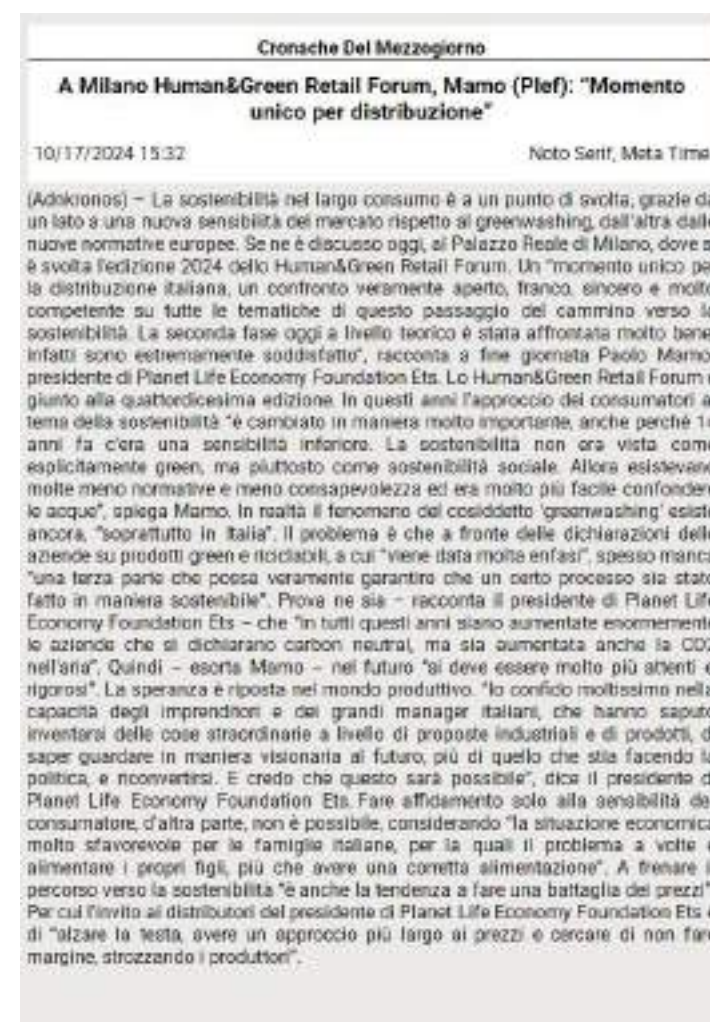 Cronache Del Mezzogiorno
A Milano Human&Green Retail Forum, Mamo (Plef): “Momento
unico per distribuzione”
10/17/2024 15:32 Noto Serif, Meta Time
(Adnkronos) – La sostenibilità nel largo consumo è a un punto di svolta, grazie da
un lato a una nuova sensibilità del mercato rispetto al greenwashing, dall'altra dalle
nuove normative europee. Se ne è discusso oggi, al Palazzo Reale di Milano, dove s
è svolta l'edizione 2024 dello Human&Green Retail Forum. Un “momento unico pe
la distribuzione italiana, un confronto veramente aperto, franco, sincero e molto
competente su tutte le tematiche di questo passaggio del cammino verso la
sostenibilità. La seconda fase oggi a livello teorico è stata affrontata molto bene
infatti sono estremamente soddisfatto”, racconta a fine giornata Paolo Mamo,
presidente di Planet Life Economy Foundation Ets. Lo Human&Green Retail Forum è
giunto alla quattordicesima edizione. In questi anni l'approccio dei consumatori al
tema della sostenibilità “è cambiato in maniera molto importante, anche perché 14
anni fa c'era una sensibilità inferiore. La sostenibilità non era vista come
esplicitamente green, ma piuttosto come sostenibilità sociale. Allora esistevano
molte meno normative e meno consapevolezza ed era molto più facile confondere
le acque”, spiega Mamo. In realtà il fenomeno del cosiddetto 'greenwashing' esiste
ancora, “soprattutto in Italia”. Il problema è che a fronte delle dichiarazioni delle
aziende su prodotti green e riciclabili, a cui “viene data molta enfasi”, spesso manca
“una terza parte che possa veramente garantire che un certo processo sia stato
fatto in maniera sostenibile”. Prova ne sia – racconta il presidente di Planet Life
Economy Foundation Ets – che “in tutti questi anni siano aumentate enormemente
le aziende che si dichiarano carbon neutral, ma sia aumentata anche la CO2
nell'aria”. Quindi – esorta Mamo – nel futuro “si deve essere molto più attenti e
rigorosi”. La speranza è riposta nel mondo produttivo. “Io confido moltissimo nella
capacità degli imprenditori e dei grandi manager italiani, che hanno saputo
inventarsi delle cose straordinarie a livello di proposte industriali e di prodotti, di
saper guardare in maniera visionaria al futuro, più di quello che stia facendo la
politica, e riconvertirsi. E credo che questo sarà possibile”, dice il presidente di
Planet Life Economy Foundation Ets. Fare affidamento solo alla sensibilità del
consumatore, d'altra parte, non è possibile, considerando “la situazione economica
molto sfavorevole per le famiglie italiane, per la quali il problema a volte è
alimentare i propri figli, più che avere una corretta alimentazione”. A frenare il
percorso verso la sostenibilità “è anche la tendenza a fare una battaglia dei prezzi”.
Per cui l'invito ai distributori del presidente di Planet Life Economy Foundation Ets è
di “alzare la testa, avere un approccio più largo ai prezzi e cercare di non fare
margine, strozzando i produttori”.